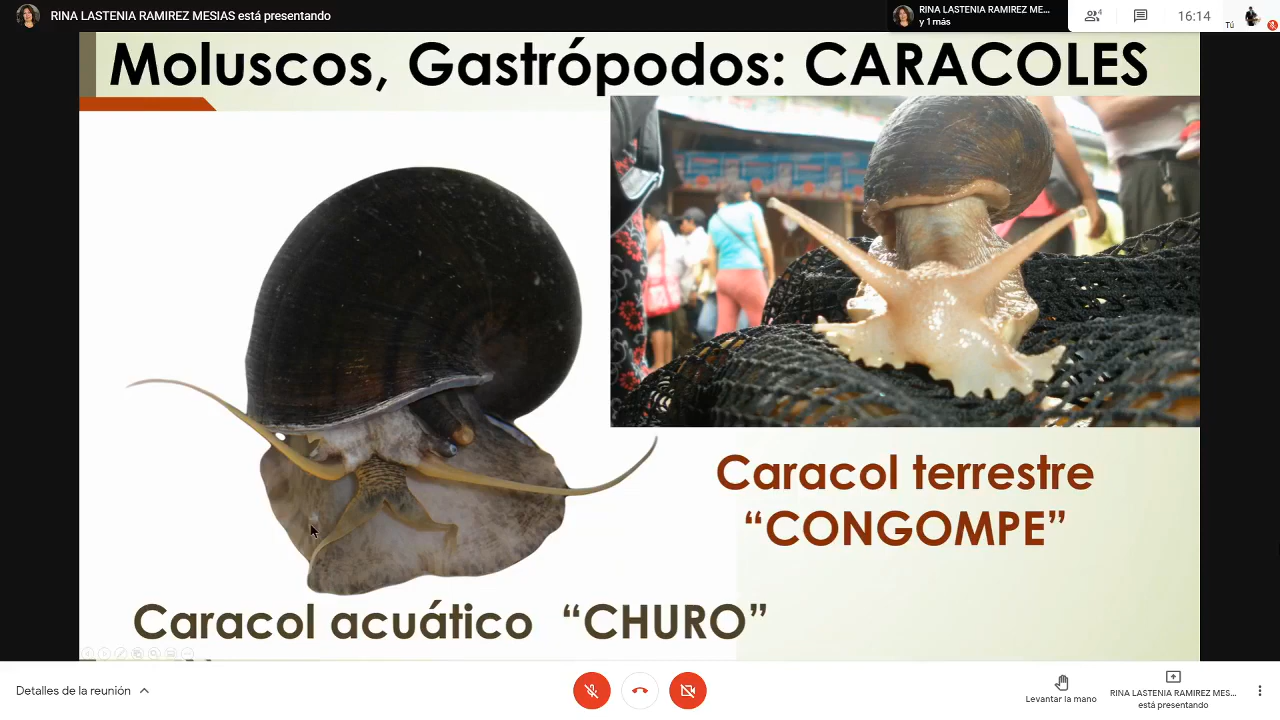 RINA LASTENIA RAMIREZ MESIAS está presentando
RINA LASTENIA RAMIREZ ME...
y 1 más
4
16:14
Tú
Moluscos, Gastrópodos: CARACOLES
Caracol terrestre
“CONGOMPE”
Caracol acuático “CHURO”
Detalles de la reunión
Levantar la mano
RINA LASTENIA RAMIREZ MES...
está presentando